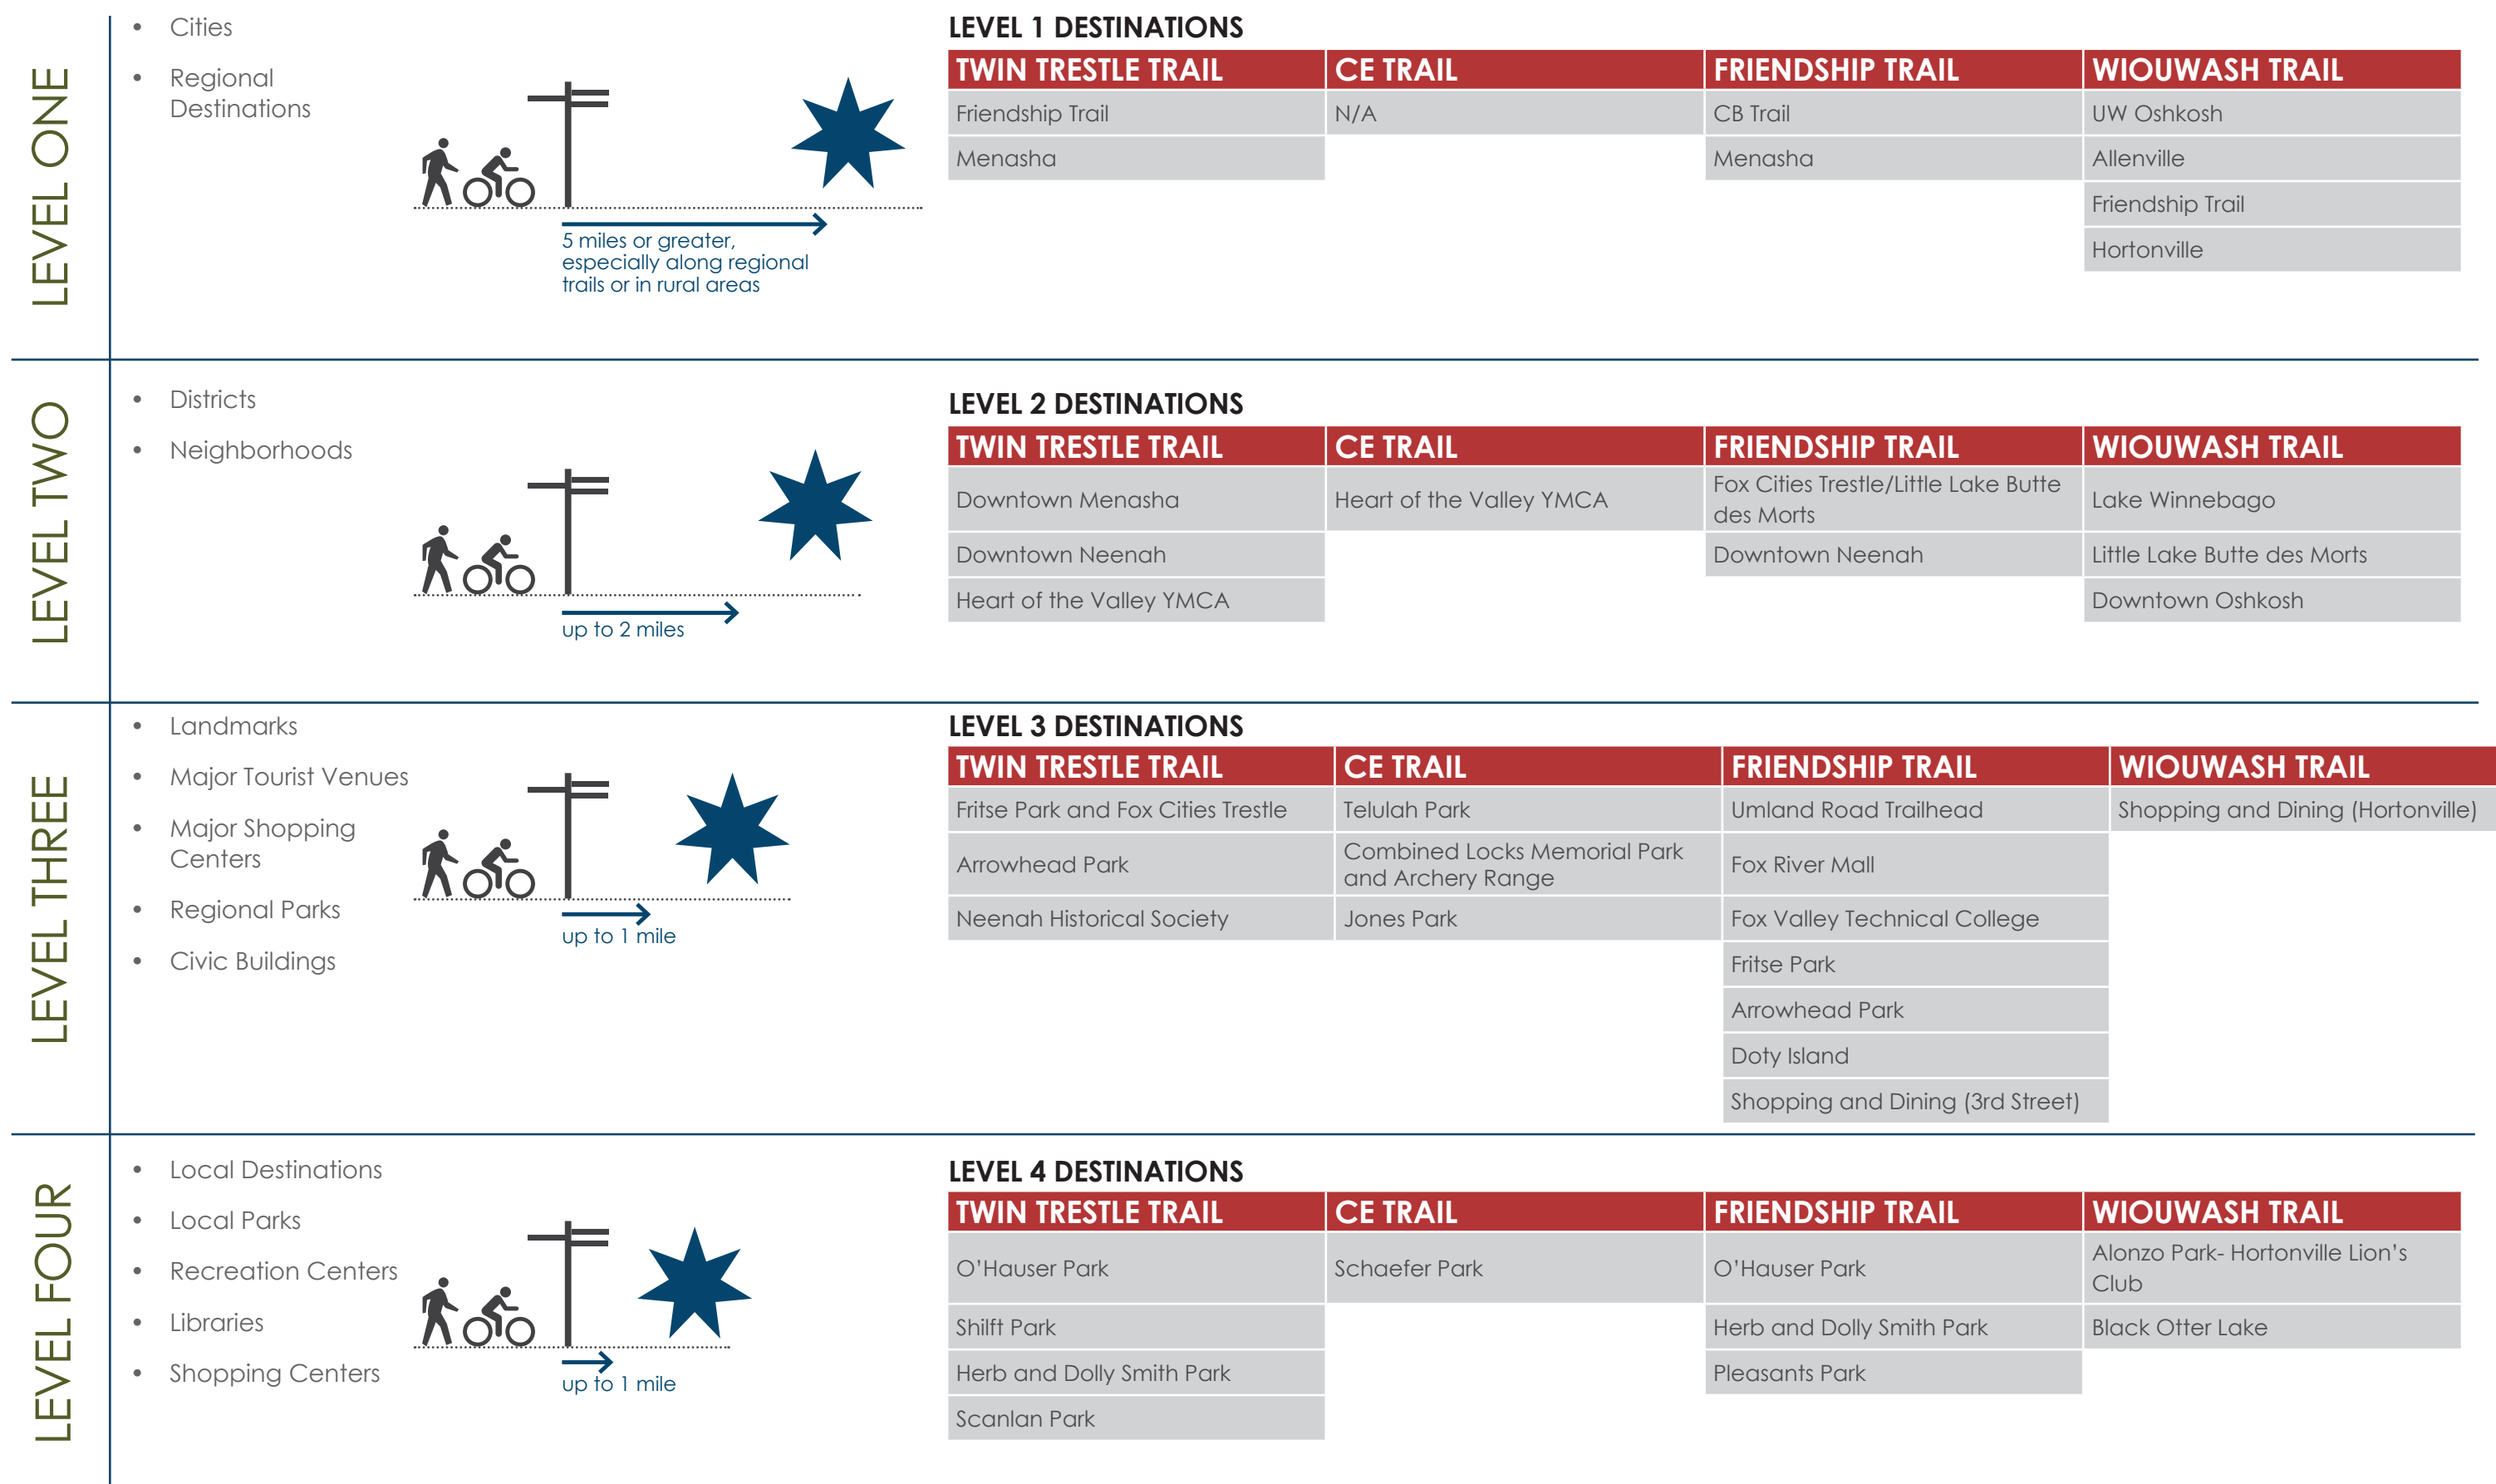 LEVEL ONE
• Cities
• Regional
Destinations
5 miles or greater,
especially along regional
trails or in rural areas
LEVEL 1 DESTINATIONS
TWIN TRESTLE TRAIL CE TRAIL FRIENDSHIP TRAIL WIOUWASH TRAIL
Friendship Trail N/A CB Trail UW Oshkosh
Menasha Menasha Allenville
Friendship Trail
Hortonville
LEVEL TWO
• Districts
• Neighborhoods
up to 2 miles
LEVEL 2 DESTINATIONS
TWIN TRESTLE TRAIL CE TRAIL FRIENDSHIP TRAIL WIOUWASH TRAIL
Downtown Menasha Heart of the Valley YMCA Fox Cities Trestle/Little Lake Butte
des Morts Lake Winnebago
Downtown Neenah Downtown Neenah Little Lake Butte des Morts
Heart of the Valley YMCA Downtown Oshkosh
LEVEL THREE
• Landmarks
• Major Tourist Venues
• Major Shopping
Centers
• Regional Parks
• Civic Buildings
up to 1 mile
LEVEL 3 DESTINATIONS
TWIN TRESTLE TRAIL CE TRAIL FRIENDSHIP TRAIL WIOUWASH TRAIL
Fritse Park and Fox Cities Trestle Telulah Park Umland Road Trailhead Shopping and Dining (Hortonville)
Arrowhead Park Combined Locks Memorial Park
and Archery Range Fox River Mall
Neenah Historical Society Jones Park Fox Valley Technical College
Fritse Park
Arrowhead Park
Doty Island
Shopping and Dining (3rd Street)
LEVEL FOUR
• Local Destinations
• Local Parks
• Recreation Centers
• Libraries
• Shopping Centers
up to 1 mile
LEVEL 4 DESTINATIONS
TWIN TRESTLE TRAIL CE TRAIL FRIENDSHIP TRAIL WIOUWASH TRAIL
O’Hauser Park Schaefer Park O’Hauser Park Alonzo Park- Hortonville Lion’s
Club
Shilft Park Herb and Dolly Smith Park Black Otter Lake
Herb and Dolly Smith Park Pleasants Park
Scanlan Park